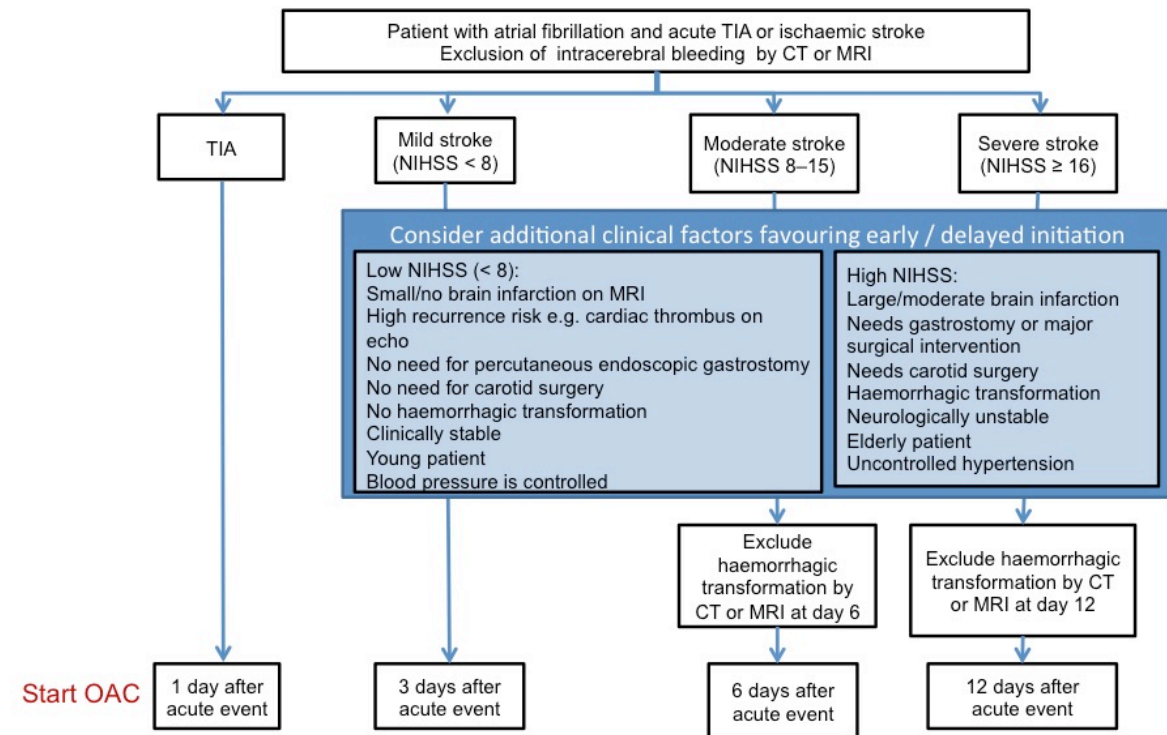 Patient with atrial fibrillation and acute TIA or ischaemic stroke
Exclusion of intracerebral bleeding by CT or MRI
TIA
Mild stroke
(NIHSS < 8)
Moderate stroke
(NIHSS 8–15)
Severe stroke
(NIHSS ≥ 16)
Consider additional clinical factors favouring early / delayed initiation
Low NIHSS (< 8):
Small/no brain infarction on MRI
High recurrence risk e.g. cardiac thrombus on
echo
No need for percutaneous endoscopic gastrostomy
No need for carotid surgery
No haemorrhagic transformation
Clinically stable
Young patient
Blood pressure is controlled
High NIHSS:
Large/moderate brain infarction
Needs gastrostomy or major
surgical intervention
Needs carotid surgery
Haemorrhagic transformation
Neurologically unstable
Elderly patient
Uncontrolled hypertension
Exclude
haemorrhagic
transformation by
CT or MRI at day 6
Exclude haemorrhagic
transformation by CT
or MRI at day 12
Start OAC
1 day after
acute event
3 days after
acute event
6 days after
acute event
12 days after
acute event